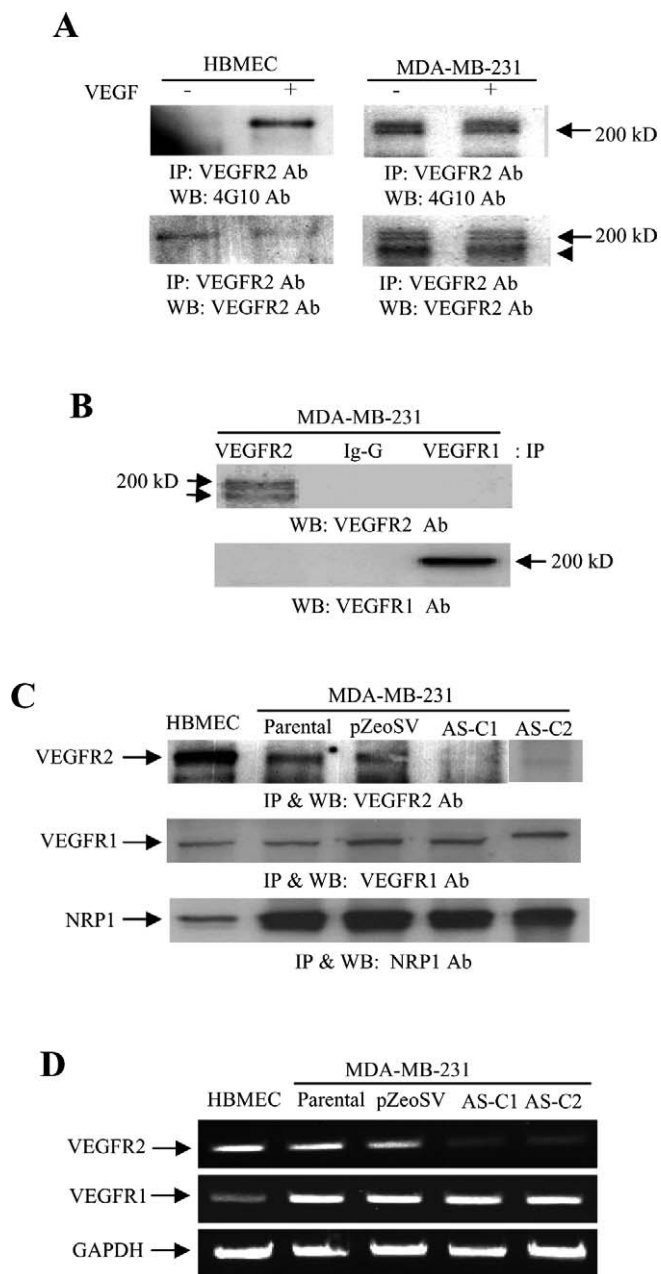 A
HBMEC MDA-MB-231
VEGF - + - +
200 kD
IP: VEGFR2 Ab IP: VEGFR2 Ab
WB: 4G10 Ab WB: 4G10 Ab
200 kD
IP: VEGFR2 Ab IP: VEGFR2 Ab
WB: VEGFR2 Ab WB: VEGFR2 Ab
B
MDA-MB-231
VEGFR2 Ig-G VEGFR1 : IP
200 kD
WB: VEGFR2 Ab
200 kD
WB: VEGFR1 Ab
C
MDA-MB-231
HBMEC Parental pZeoSV AS-C1 AS-C2
VEGFR2
IP & WB: VEGFR2 Ab
VEGFR1
IP & WB: VEGFR1 Ab
NRP1
IP & WB: NRP1 Ab
D
MDA-MB-231
HBMEC Parental pZeoSV AS-C1 AS-C2
VEGFR2
VEGFR1
GAPDH